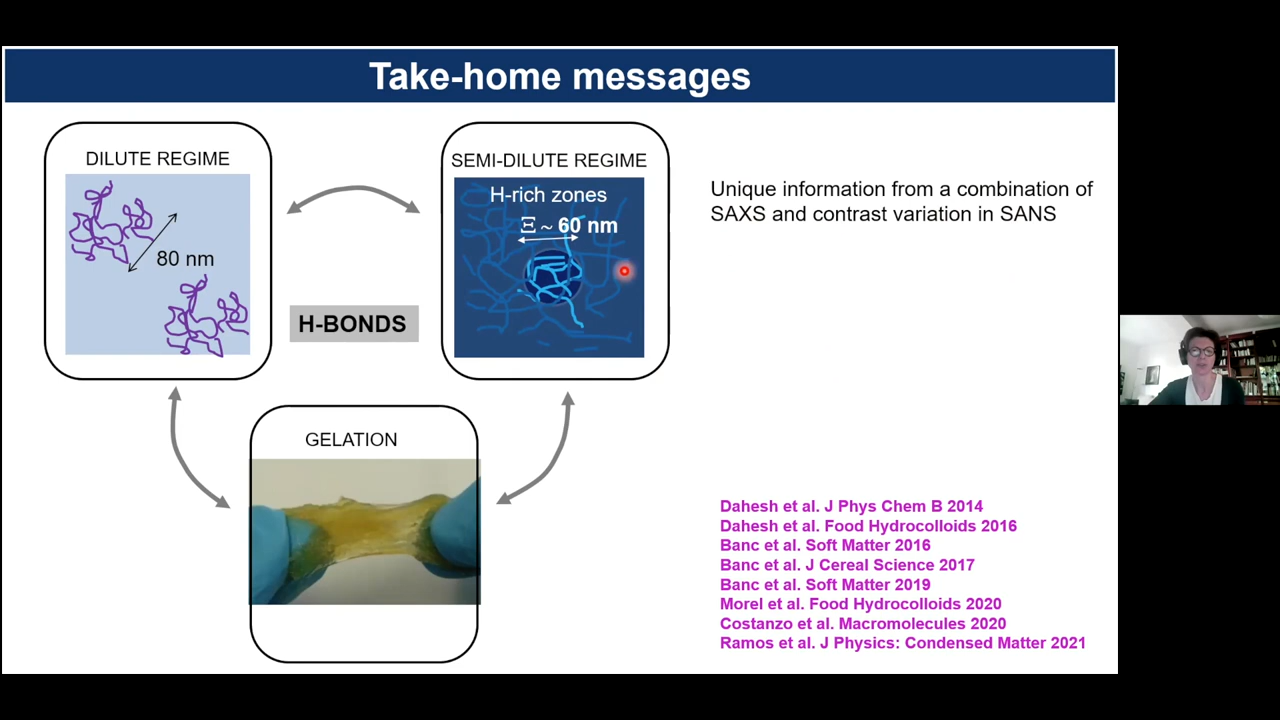 Take-home messages
DILUTE REGIME
80 nm
SEMI-DILUTE REGIME
H-rich zones
Ξ ~ 60 nm
H-BONDS
GELATION
Unique information from a combination of
SAXS and contrast variation in SANS
Dahesh et al. J Phys Chem B 2014
Dahesh et al. Food Hydrocolloids 2016
Banc et al. Soft Matter 2016
Banc et al. J Cereal Science 2017
Banc et al. Soft Matter 2019
Morel et al. Food Hydrocolloids 2020
Costanzo et al. Macromolecules 2020
Ramos et al. J Physics: Condensed Matter 2021